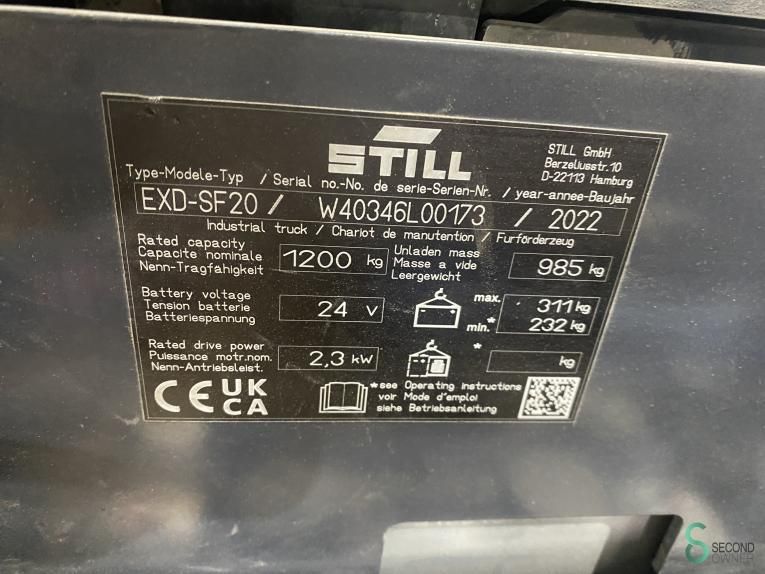 STILL
STILL GmbH
Berzeliusstr.10
D-22113 Hamburg
Type-Modele-Typ / Serial no.-No. de serie-Serien-Nr. / year-annee-Baujahr
EXD-SF20 / W40346L00173 / 2022
Industrial truck / Chariot de manutention / Furförderzeug
Rated capacity
Capacite nominale
Nenn-Tragfähigkeit
1200 kg
Unladen mass
Masse a vide
Leergewicht
985 kg
Battery voltage
Tension batterie
Batteriespannung
24 V
max. 311 kg
min.* 232 kg
Rated drive power
Puissance motr.nom.
Nenn-Antriebsleist.
2,3 kW
* kg
CE UK
CA
*see Operating instructions
voir Mode d'emploi
siehe Betriebsanleitung
SECOND
OWNER